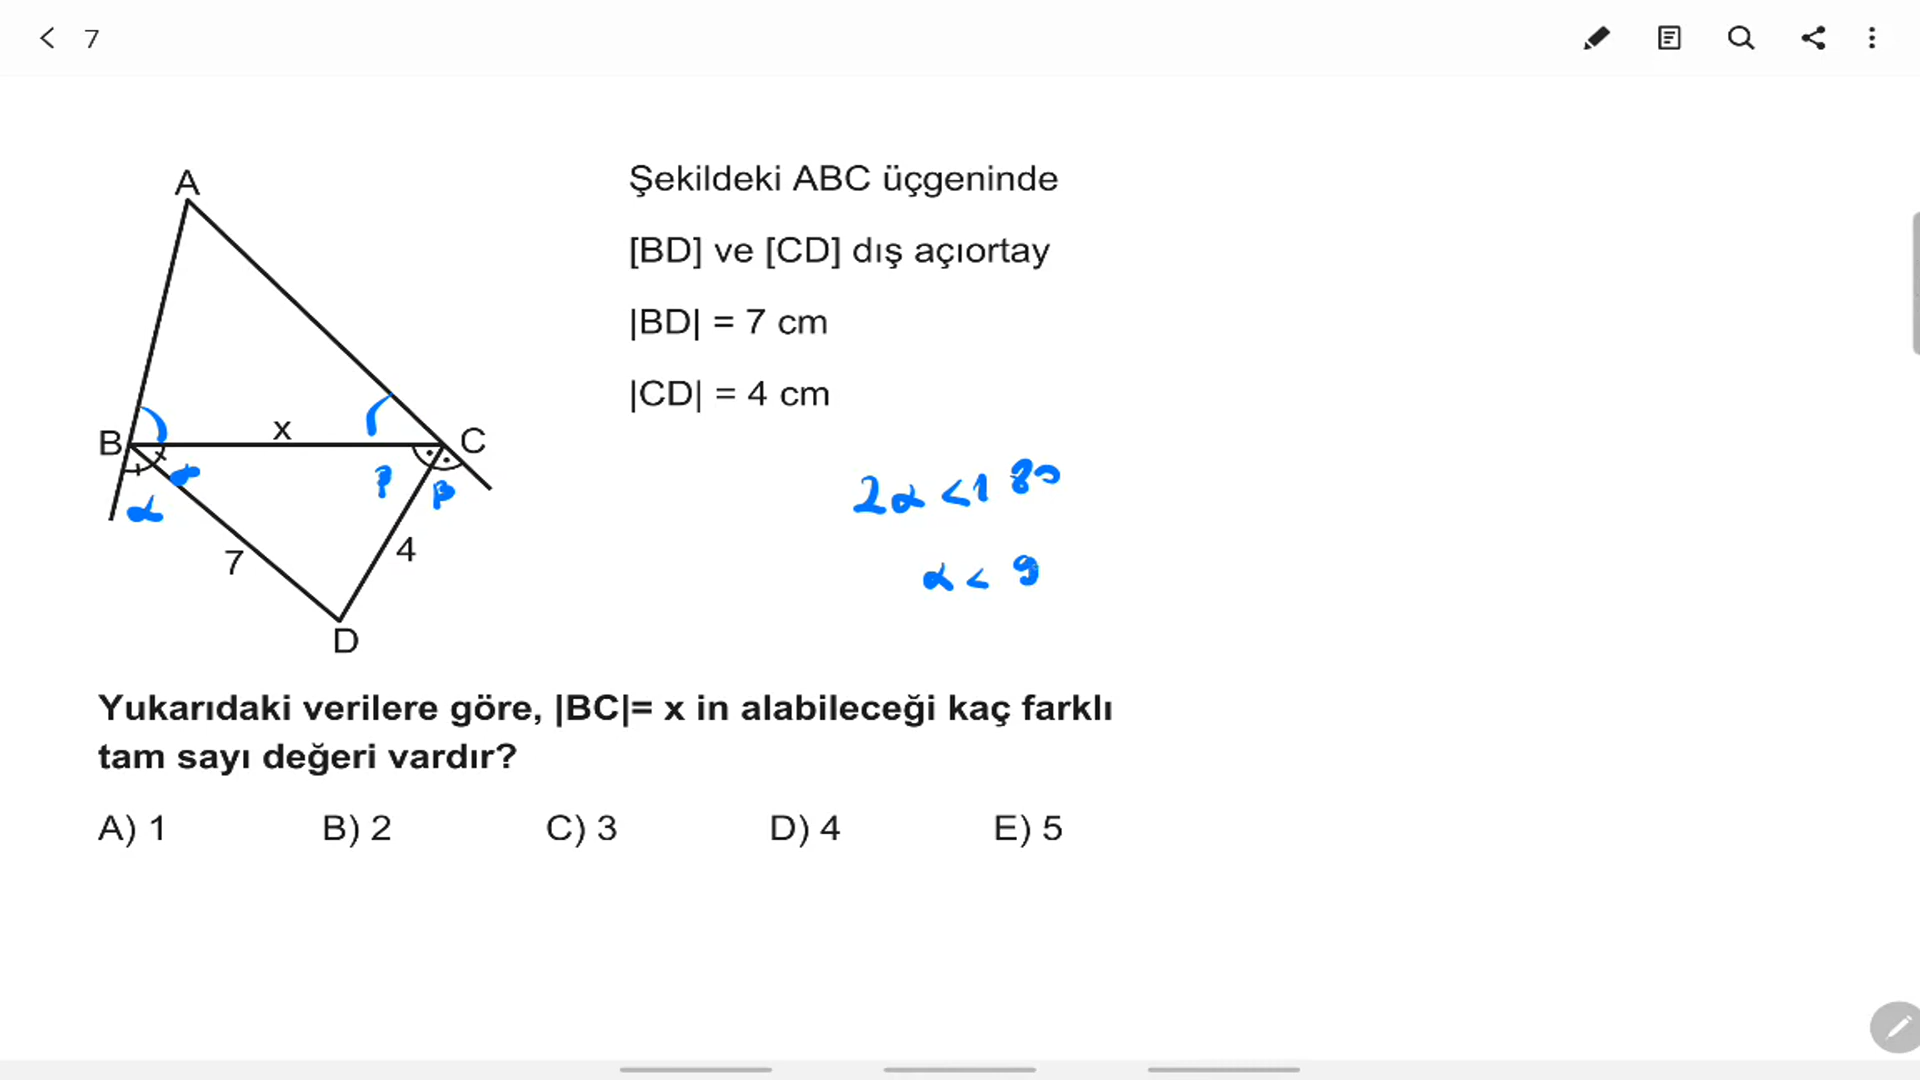 7
A
Şekildeki ABC üçgeninde
[BD] ve [CD] dış açıortay
|BD| = 7 cm
|CD| = 4 cm
B x C
α β β
α
2α < 180
7 4
α < 9
D
Yukarıdaki verilere göre, |BC|= x in alabileceği kaç farklı
tam sayı değeri vardır?
A) 1 B) 2 C) 3 D) 4 E) 5